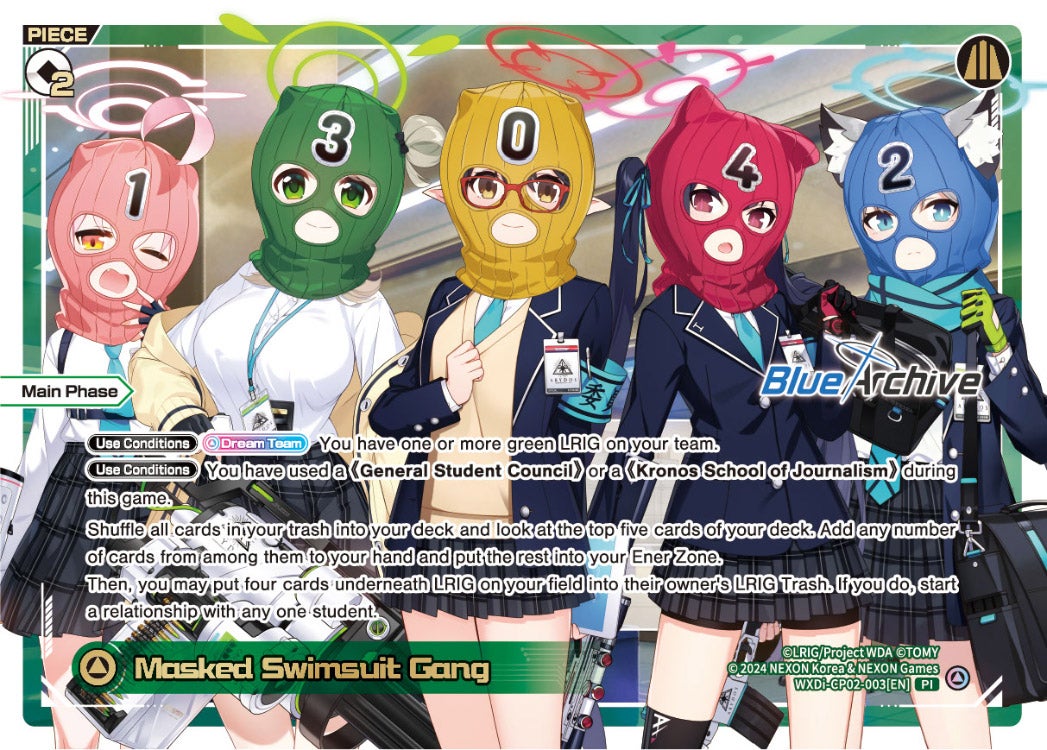 PIECE
2
1
3
0
4
2
委
ABYDOS
Blue Archive
Main Phase
Use Conditions Dream Team You have one or more green LRIG on your team.
Use Conditions You have used a 《General Student Council》 or a 《Kronos School of Journalism》 during
this game.
Shuffle all cards in your trash into your deck and look at the top five cards of your deck. Add any number
of cards from among them to your hand and put the rest into your Ener Zone.
Then, you may put four cards underneath LRIG on your field into their owner's LRIG Trash. If you do, start
a relationship with any one student.
Masked Swimsuit Gang
©LRIG/Project WDA ©TOMY
© 2024 NEXON Korea & NEXON Games
WXDi-CP02-003[EN] PI